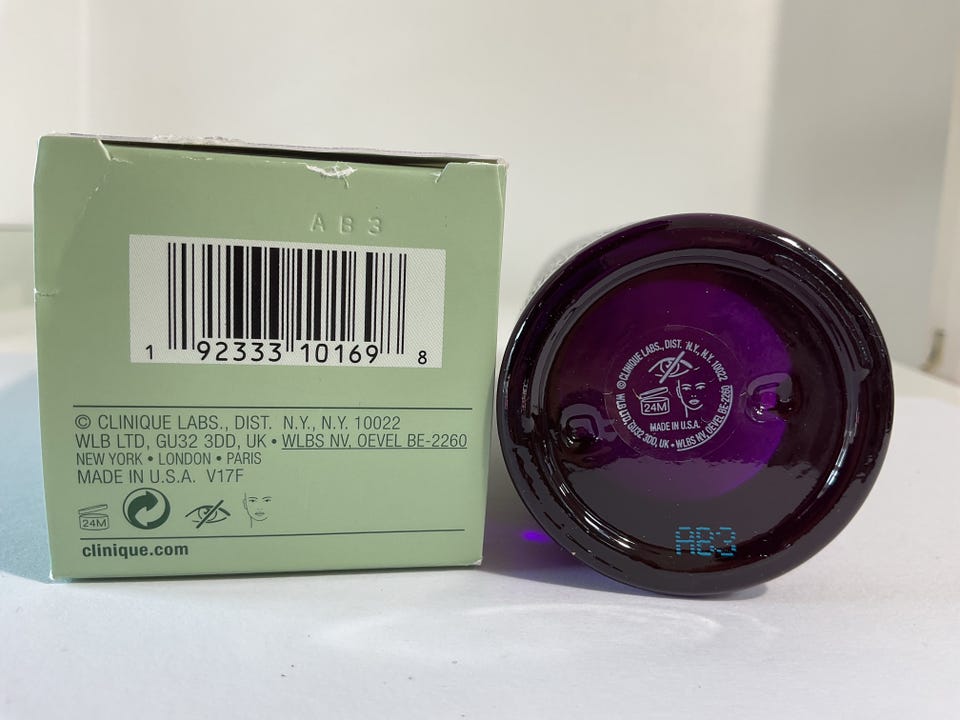 AB3
1 92333 10169 8
© CLINIQUE LABS., DIST. N.Y., N.Y. 10022
WLB LTD, GU32 3DD, UK • WLBS NV, OEVEL BE-2260
NEW YORK • LONDON • PARIS
MADE IN U.S.A. V17F
24M
clinique.com
© CLINIQUE LABS., DIST. N.Y., N.Y. 10022
24M
MADE IN U.S.A.
WLB LTD, GU32 3DD, UK • WLBS NV, OEVEL BE-2260
AB3